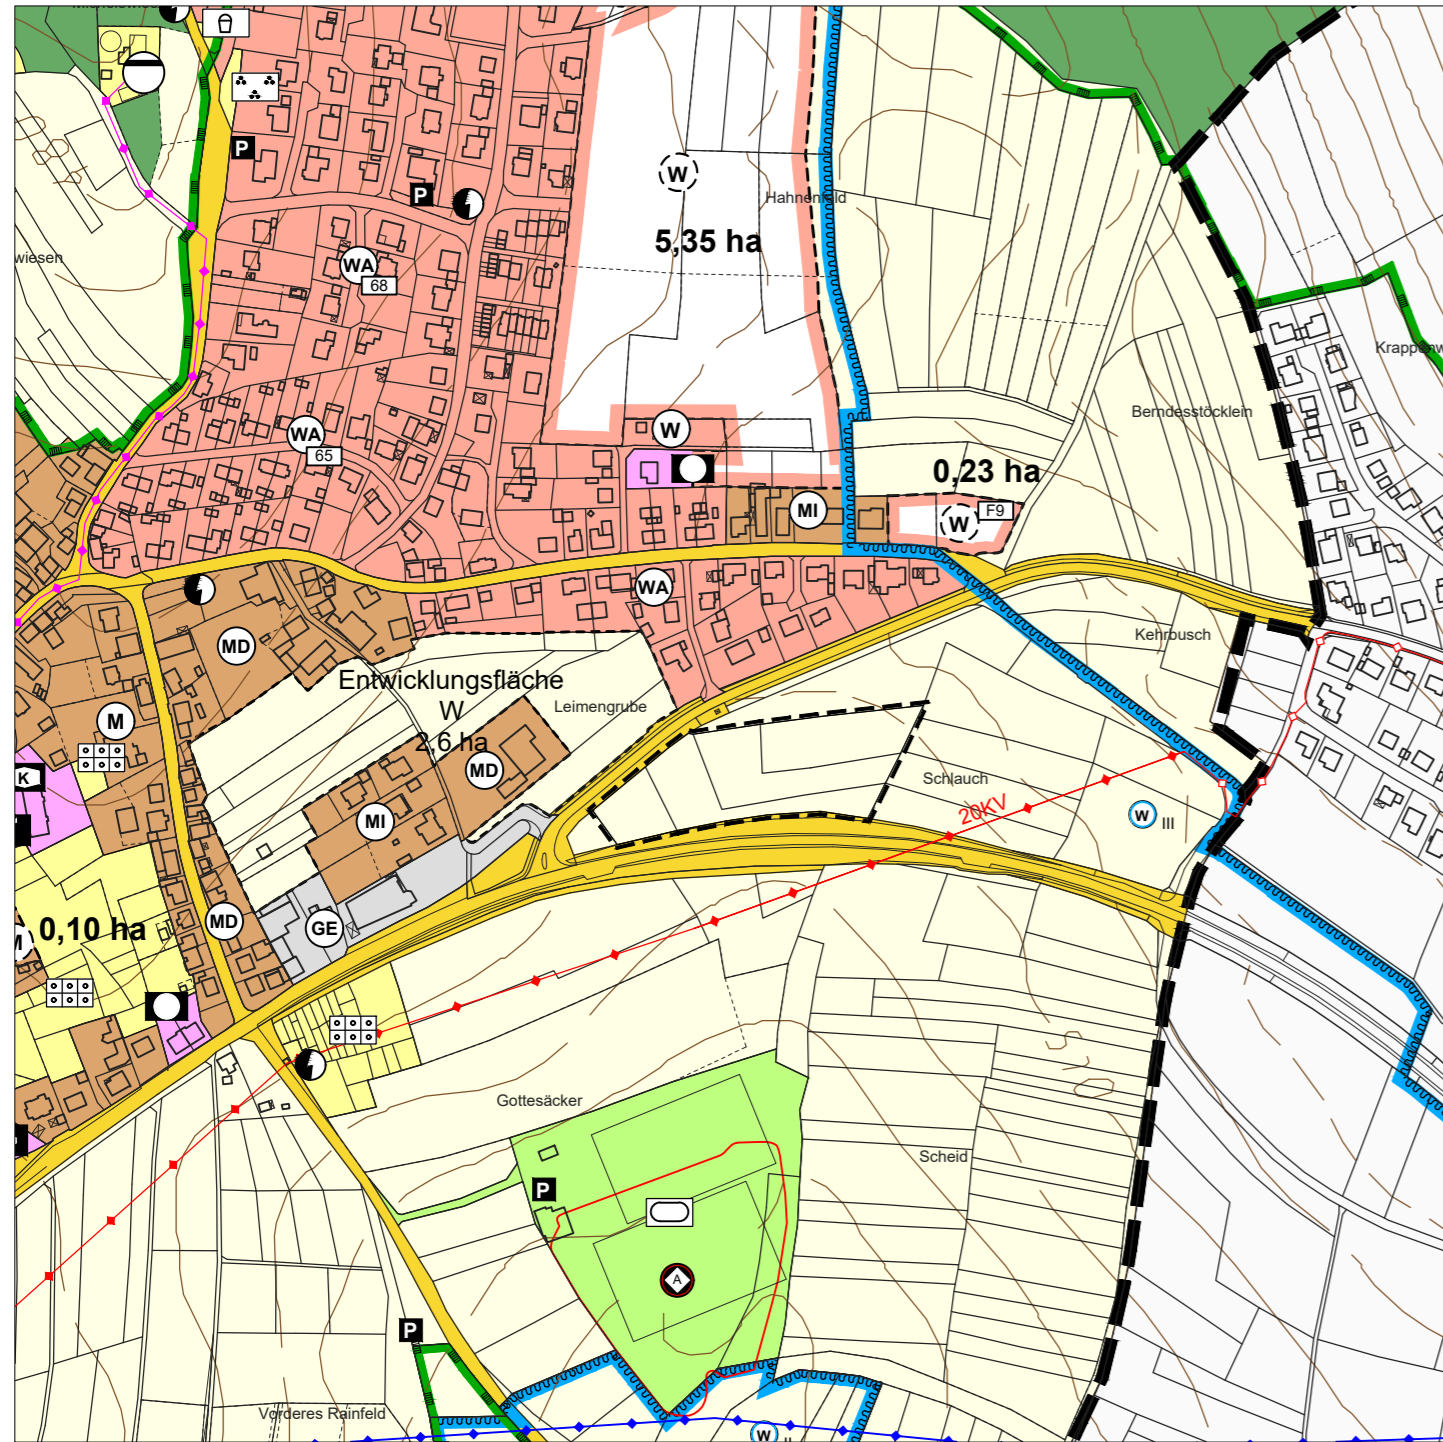 P
P
W
Hahnenfeld
5,35 ha
wiesen
WA
68
Krappenw
Berndesstöcklein
W
WA
65
0,23 ha
MI
W
F9
WA
MD
Kehrbusch
Entwicklungsfläche
W
2,6 ha
Leimengrube
M
K
MD
Schlauch
20KV
W III
MI
MD
GE
M
0,10 ha
Gottesäcker
Scheid
P
A
P
Vorderes Rainfeld
W II